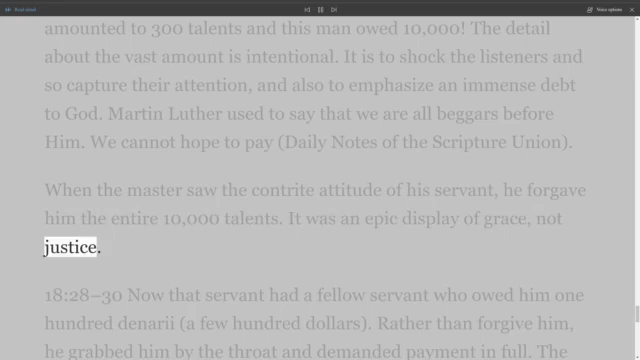 Read aloud
Voice options
amounted to 300 talents and this man owed 10,000! The detail
about the vast amount is intentional. It is to shock the listeners and
so capture their attention, and also to emphasize an immense debt
to God. Martin Luther used to say that we are all beggars before
Him. We cannot hope to pay (Daily Notes of the Scripture Union).
When the master saw the contrite attitude of his servant, he forgave
him the entire 10,000 talents. It was an epic display of grace, not
justice.
18:28–30 Now that servant had a fellow servant who owed him one
hundred denarii (a few hundred dollars). Rather than forgive him,
he grabbed him by the throat and demanded payment in full. The